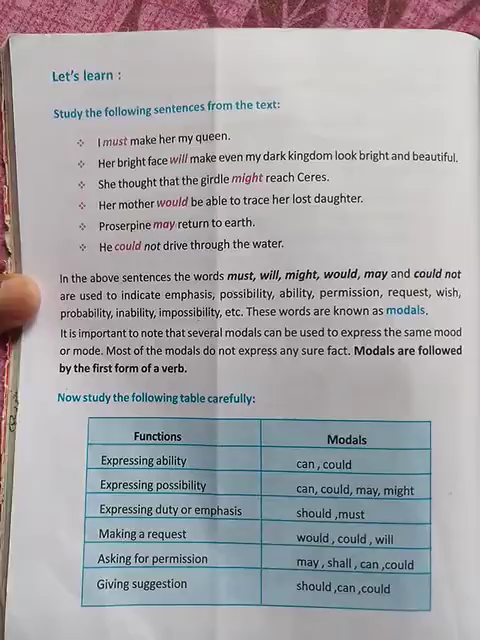 Let's learn :
Study the following sentences from the text:
❖ I must make her my queen.
❖ Her bright face will make even my dark kingdom look bright and beautiful.
❖ She thought that the girdle might reach Ceres.
❖ Her mother would be able to trace her lost daughter.
❖ Proserpine may return to earth.
❖ He could not drive through the water.
In the above sentences the words must, will, might, would, may and could not
are used to indicate emphasis, possibility, ability, permission, request, wish,
probability, inability, impossibility, etc. These words are known as modals.
It is important to note that several modals can be used to express the same mood
or mode. Most of the modals do not express any sure fact. Modals are followed
by the first form of a verb.
Now study the following table carefully:
Functions Modals
Expressing ability can , could
Expressing possibility can, could, may, might
Expressing duty or emphasis should ,must
Making a request would , could , will
Asking for permission may , shall , can ,could
Giving suggestion should ,can ,could